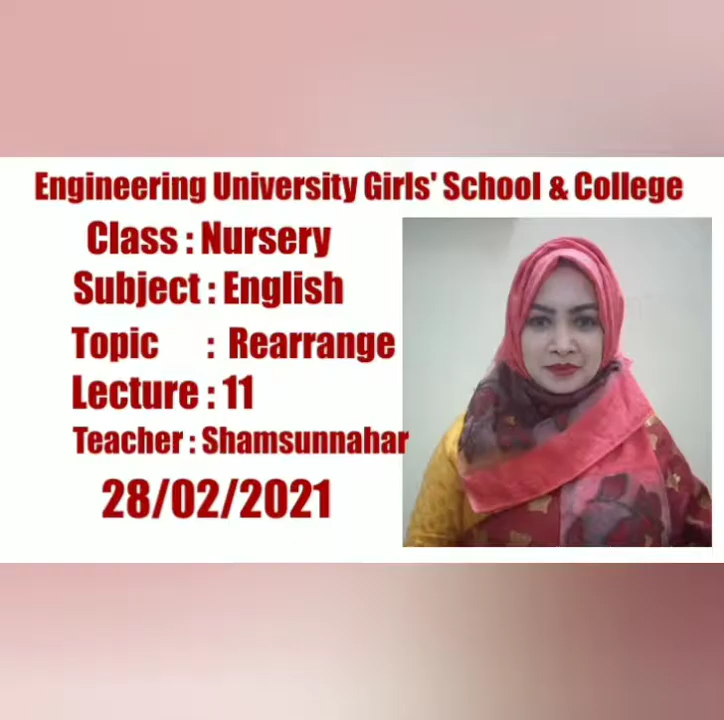 Engineering University Girls' School & College
Class : Nursery
Subject : English
Topic : Rearrange
Lecture : 11
Teacher : Shamsunnahar
28/02/2021